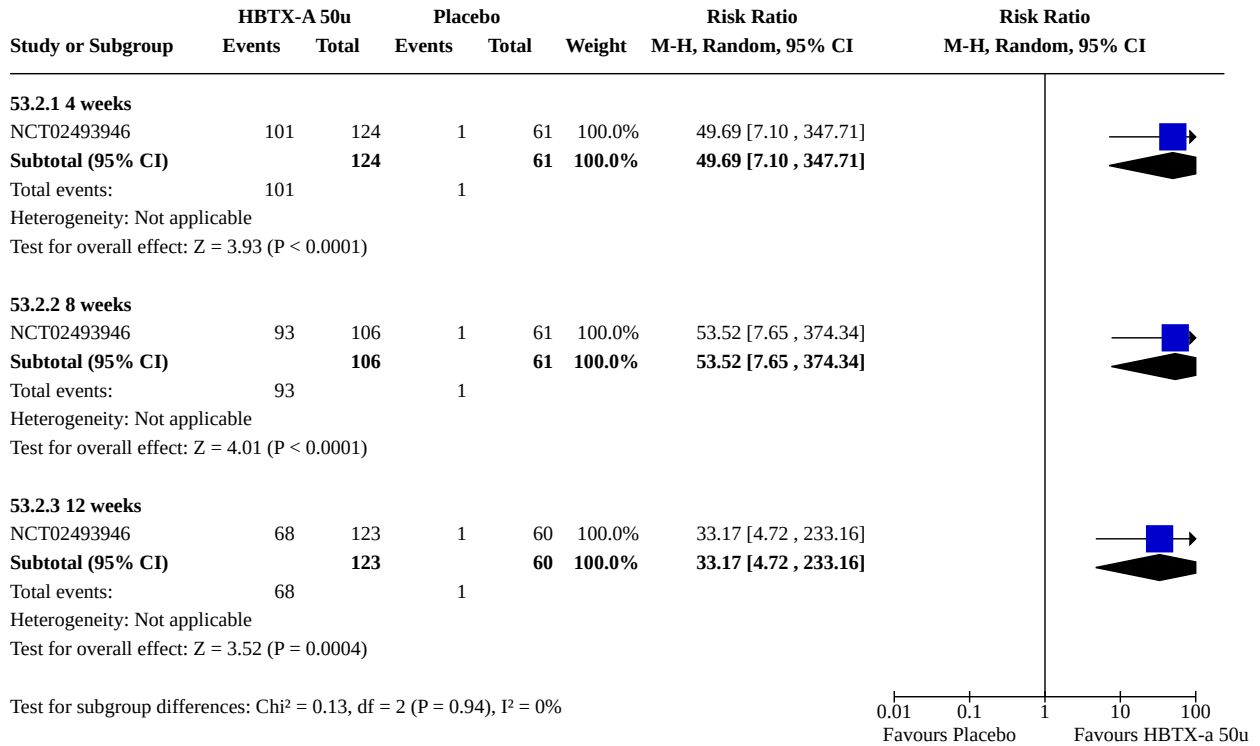 HBTX-A 50u Placebo Risk Ratio Risk Ratio
Study or Subgroup Events Total Events Total Weight M-H, Random, 95% CI M-H, Random, 95% CI
53.2.1 4 weeks
NCT02493946 101 124 1 61 100.0% 49.69 [7.10 , 347.71]
Subtotal (95% CI) 124 61 100.0% 49.69 [7.10 , 347.71]
Total events: 101 1
Heterogeneity: Not applicable
Test for overall effect: Z = 3.93 (P < 0.0001)
53.2.2 8 weeks
NCT02493946 93 106 1 61 100.0% 53.52 [7.65 , 374.34]
Subtotal (95% CI) 106 61 100.0% 53.52 [7.65 , 374.34]
Total events: 93 1
Heterogeneity: Not applicable
Test for overall effect: Z = 4.01 (P < 0.0001)
53.2.3 12 weeks
NCT02493946 68 123 1 60 100.0% 33.17 [4.72 , 233.16]
Subtotal (95% CI) 123 60 100.0% 33.17 [4.72 , 233.16]
Total events: 68 1
Heterogeneity: Not applicable
Test for overall effect: Z = 3.52 (P = 0.0004)
Test for subgroup differences: Chi² = 0.13, df = 2 (P = 0.94), I² = 0%
0.01 0.1 1 10 100
Favours Placebo Favours HBTX-a 50u